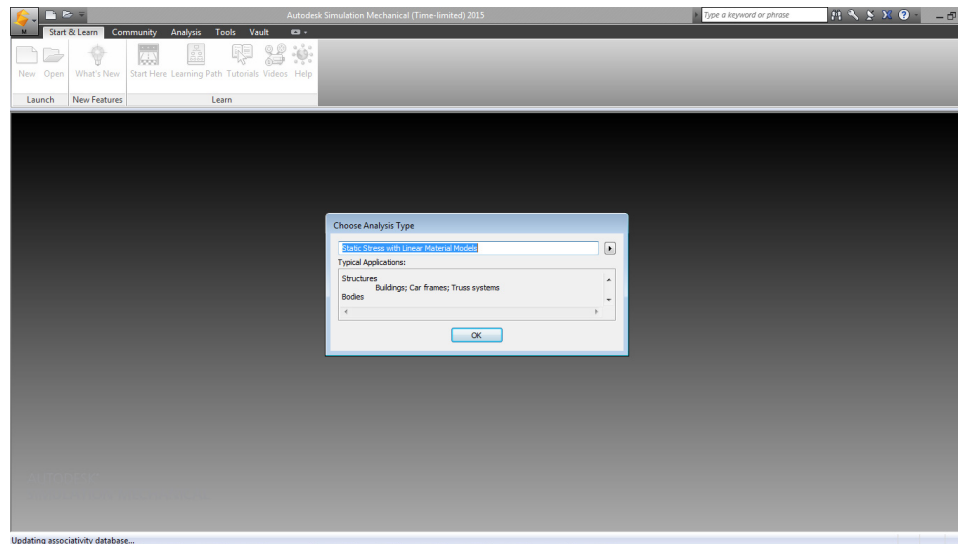 Autodesk Simulation Mechanical (Time-limited) 2015
Type a keyword or phrase
M
Start & Learn Community Analysis Tools Vault
New Open What's New Start Here Learning Path Tutorials Videos Help
Launch New Features Learn
Choose Analysis Type
Static Stress with Linear Material Models
Typical Applications:
Structures
Buildings; Car frames; Truss systems
Bodies
OK
Updating associativity database...